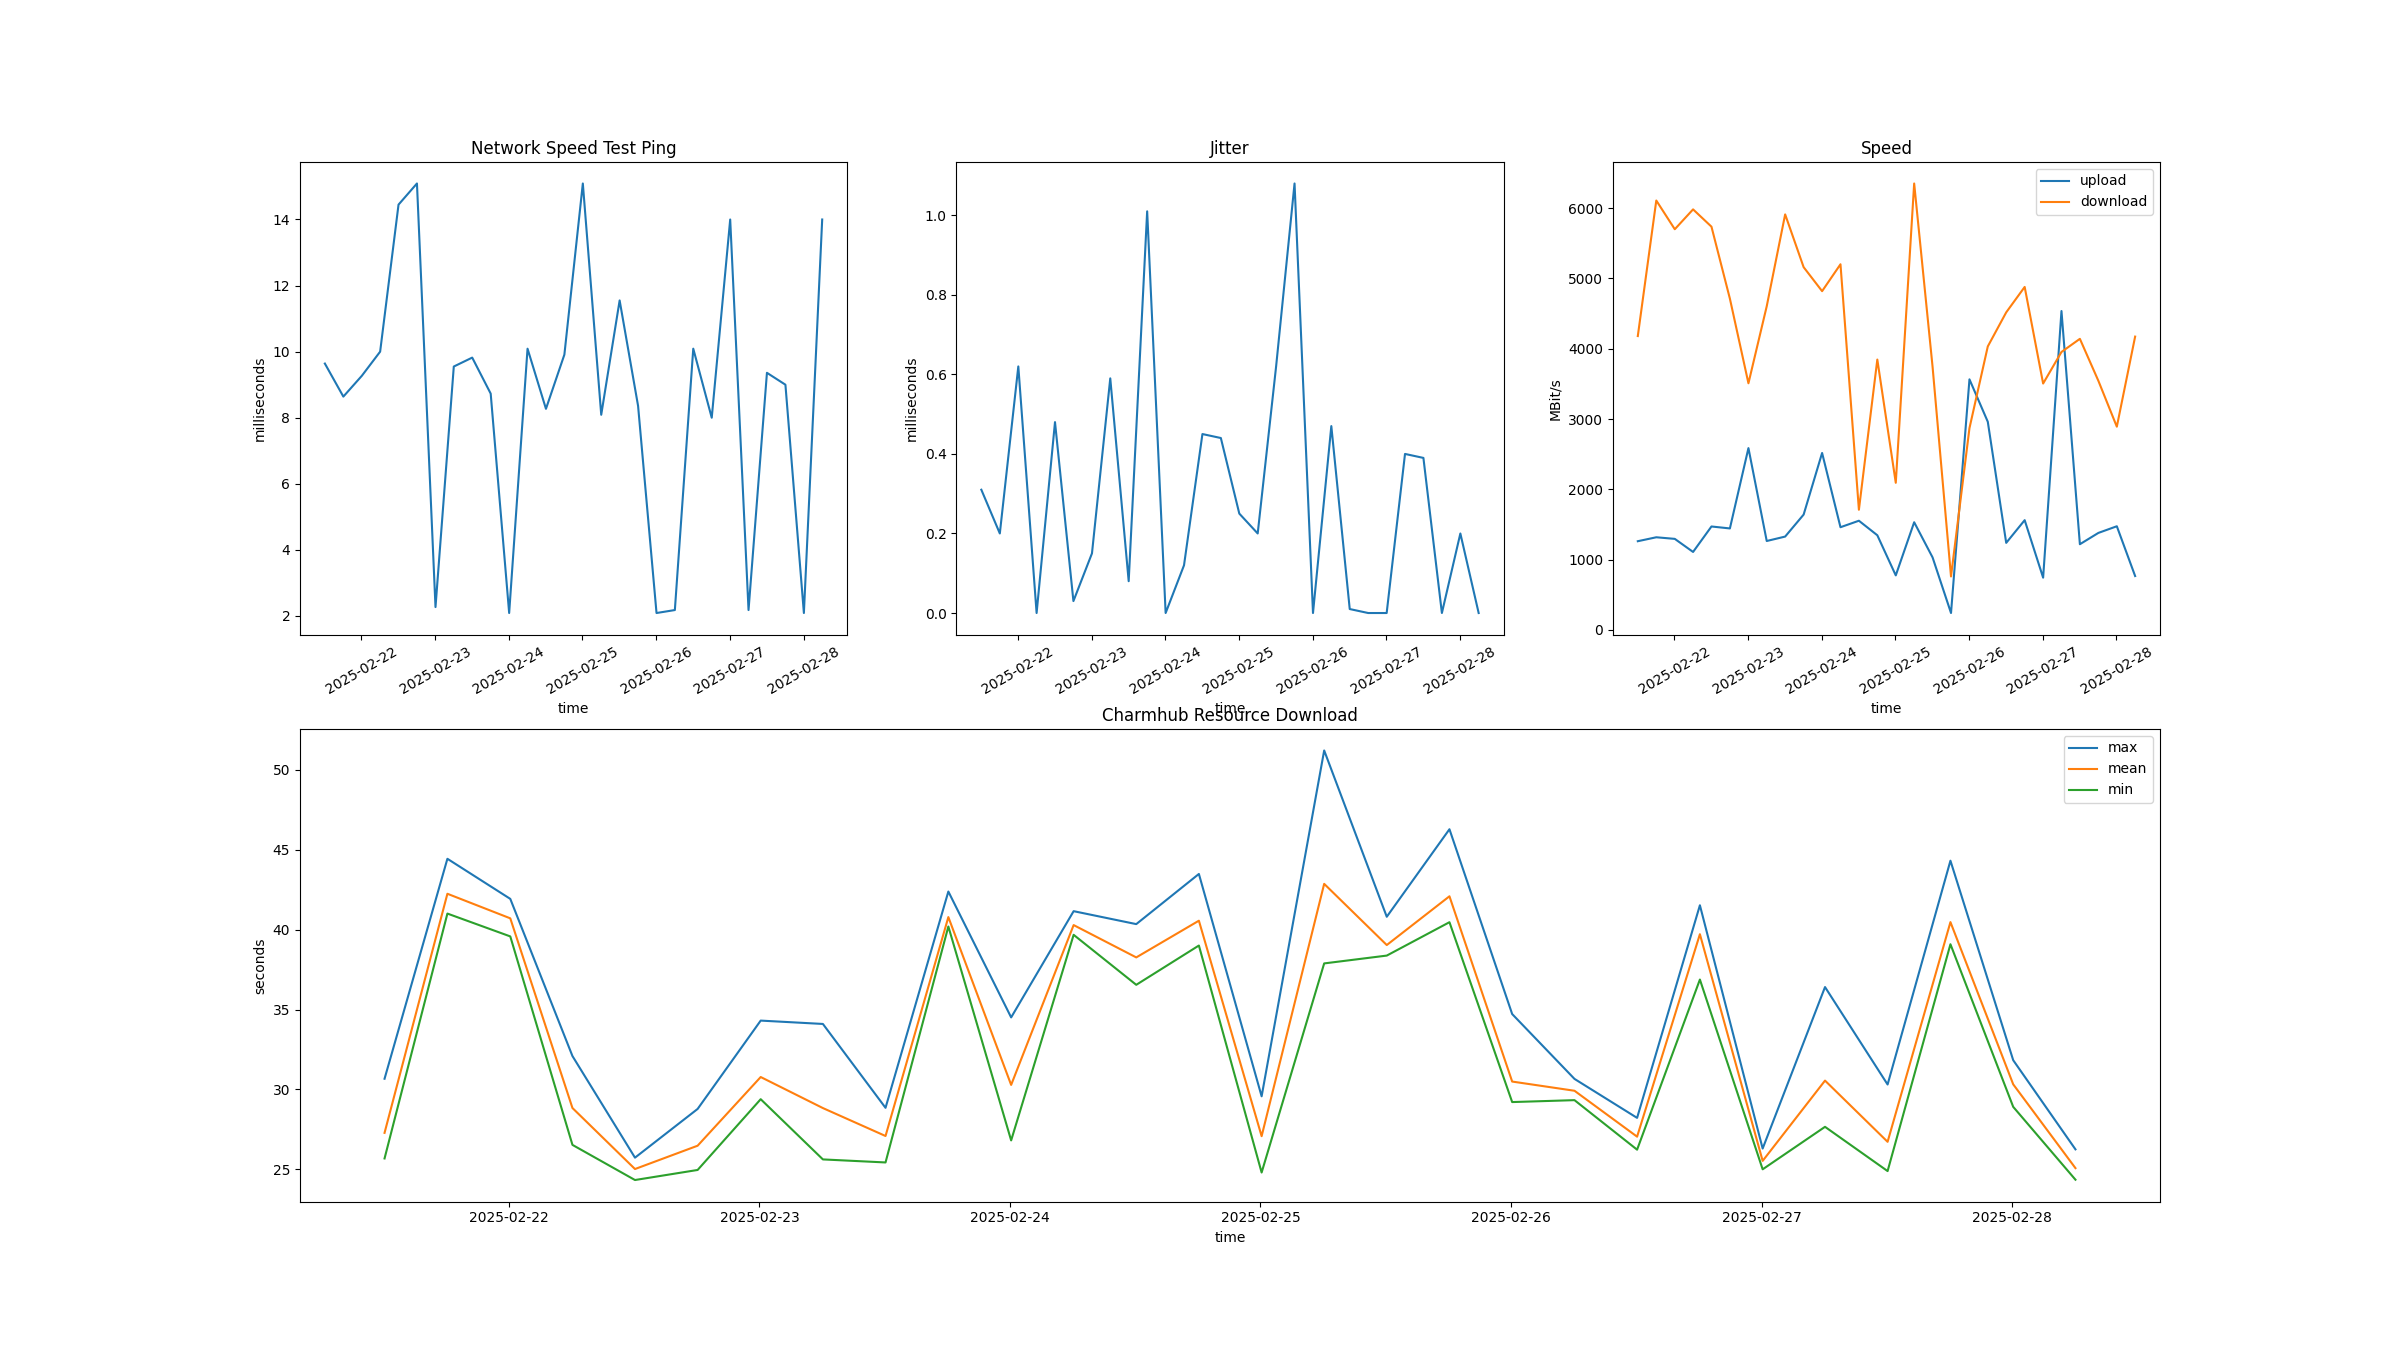 Network Speed Test Ping
milliseconds
14
12
10
8
6
4
2
2025-02-22 2025-02-23 2025-02-24 2025-02-25 2025-02-26 2025-02-27 2025-02-28
time
Jitter
milliseconds
1.0
0.8
0.6
0.4
0.2
0.0
2025-02-22 2025-02-23 2025-02-24 2025-02-25 2025-02-26 2025-02-27 2025-02-28
time
Speed
upload
download
MBit/s
6000
5000
4000
3000
2000
1000
0
2025-02-22 2025-02-23 2025-02-24 2025-02-25 2025-02-26 2025-02-27 2025-02-28
time
Charmhub Resource Download
max
mean
min
seconds
50
45
40
35
30
25
2025-02-22 2025-02-23 2025-02-24 2025-02-25 2025-02-26 2025-02-27 2025-02-28
time